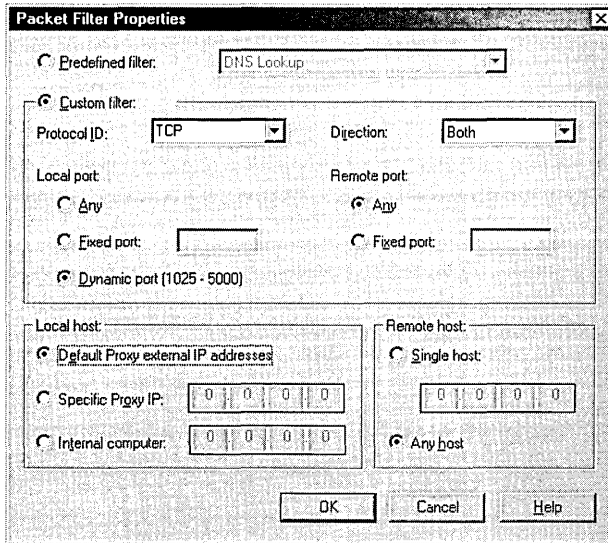 Packet Filter Properties
Predefined filter: DNS Lookup
Custom filter:
Protocol ID: TCP Direction: Both
Local port: Remote port:
Any Any
Fixed port: Fixed port:
Dynamic port (1025 - 5000)
Local host: Remote host:
Default Proxy external IP addresses Single host:
Specific Proxy IP: 0 0 0 0 0 0 0 0
Internal computer: 0 0 0 0 Any host
OK Cancel Help